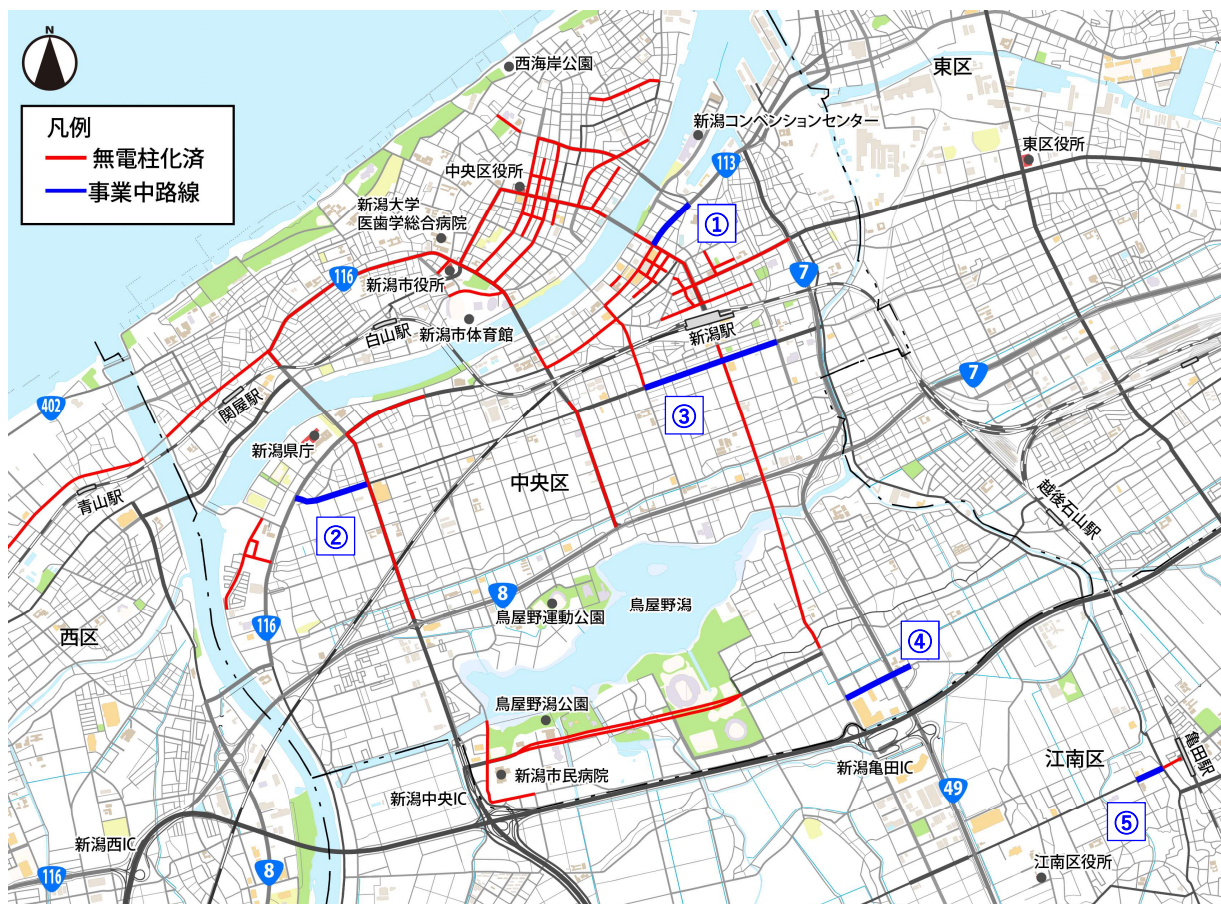 N
凡例
無電柱化済
事業中路線
西海岸公園
東区
新潟コンベンションセンター
東区役所
113
中央区役所
新潟大学
医歯学総合病院
①
116
新潟市役所
7
白山駅
新潟市体育館
新潟駅
7
402
関屋駅
③
新潟県庁
中央区
青山駅
越後石山駅
②
8
鳥屋野潟
鳥屋野運動公園
116
西区
④
鳥屋野潟公園
亀田駅
新潟市民病院
新潟亀田IC
江南区
新潟中央IC
49
⑤
新潟西IC
8
116
江南区役所